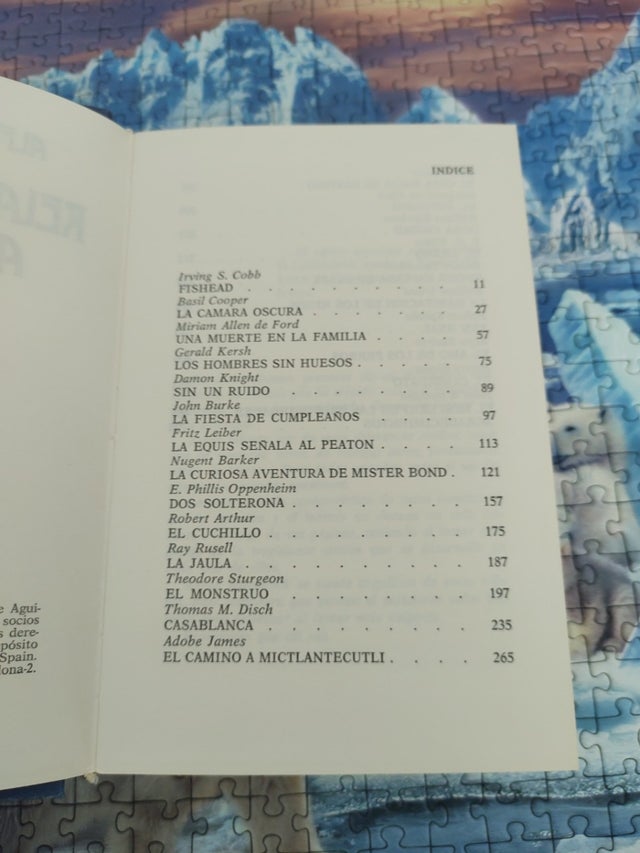 RELA
A
e Agui-
socios
s dere-
pósito
Spain.
lona-2.
INDICE
Irving S. Cobb
FISHEAD . . . . . . . . . . 11
Basil Cooper
LA CAMARA OSCURA . . . . . . . 27
Miriam Allen de Ford
UNA MUERTE EN LA FAMILIA . . . . 57
Gerald Kersh
LOS HOMBRES SIN HUESOS . . . . . 75
Damon Knight
SIN UN RUIDO . . . . . . . . 89
John Burke
LA FIESTA DE CUMPLEAÑOS . . . . 97
Fritz Leiber
LA EQUIS SEÑALA AL PEATON . . . . 113
Nugent Barker
LA CURIOSA AVENTURA DE MISTER BOND . 121
E. Phillis Oppenheim
DOS SOLTERONA . . . . . . . 157
Robert Arthur
EL CUCHILLO . . . . . . . . 175
Ray Rusell
LA JAULA . . . . . . . . . 187
Theodore Sturgeon
EL MONSTRUO . . . . . . . 197
Thomas M. Disch
CASABLANCA . . . . . . . . 235
Adobe James
EL CAMINO A MICTLANTECUTLI . . . . 265